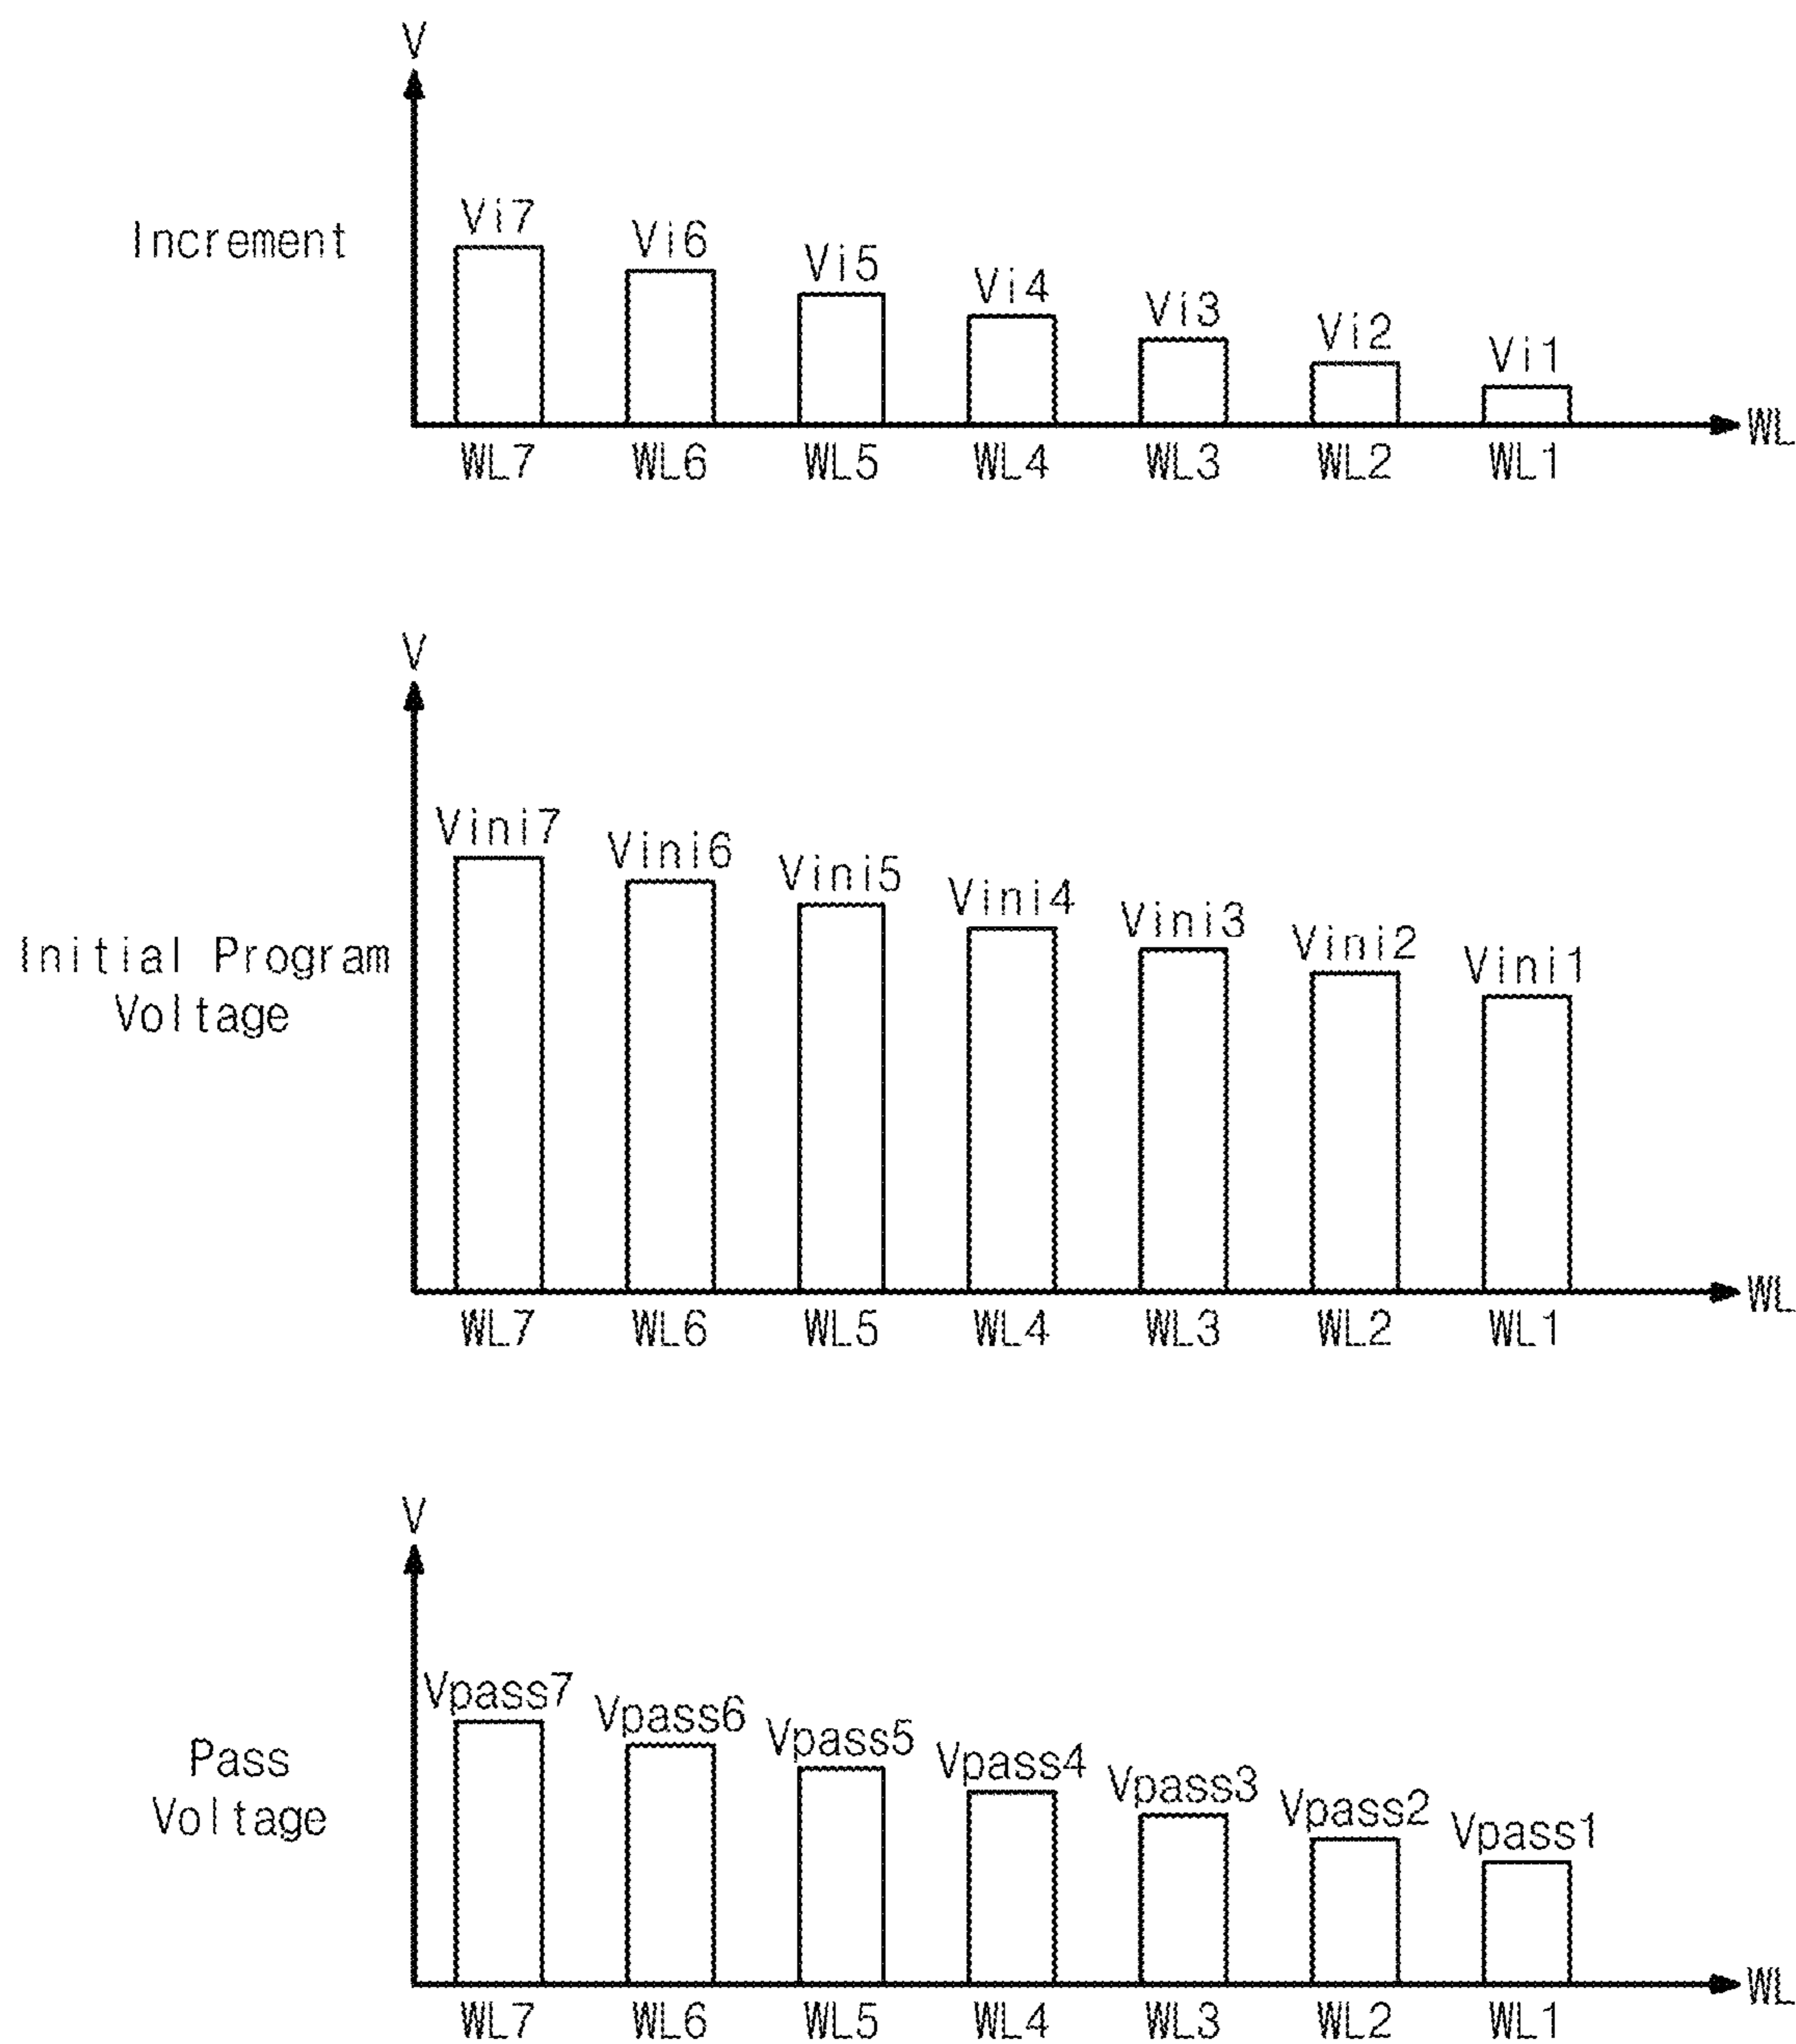 V
Increment
Vi7 Vi6 Vi5 Vi4 Vi3 Vi2 Vi1
WL
WL7 WL6 WL5 WL4 WL3 WL2 WL1
V
Initial Program
Voltage
Vini7 Vini6 Vini5 Vini4 Vini3 Vini2 Vini1
WL
WL7 WL6 WL5 WL4 WL3 WL2 WL1
V
Pass
Voltage
Vpass7 Vpass6 Vpass5 Vpass4 Vpass3 Vpass2 Vpass1
WL
WL7 WL6 WL5 WL4 WL3 WL2 WL1